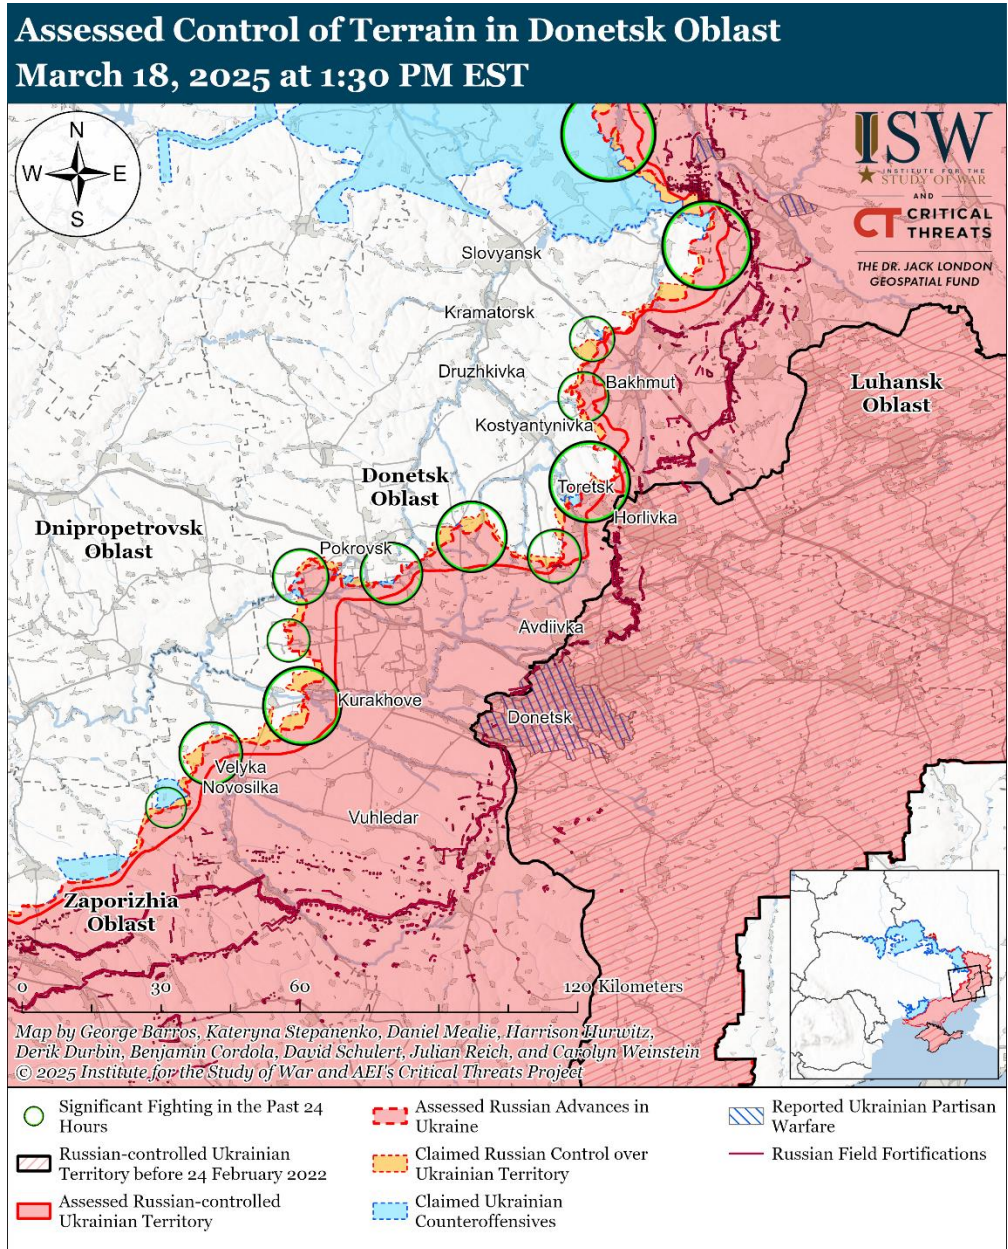 Assessed Control of Terrain in Donetsk Oblast
March 18, 2025 at 1:30 PM EST
N
W
E
S
ISW
INSTITUTE FOR THE
STUDY OF WAR
AND
CT CRITICAL
THREATS
THE DR. JACK LONDON
GEOSPATIAL FUND
Slovyansk
Kramatorsk
Druzhkivka
Bakhmut
Luhansk
Oblast
Kostyantynivka
Donetsk
Oblast
Toretsk
Horlivka
Dnipropetrovsk
Oblast
Pokrovsk
Avdiivka
Kurakhove
Donetsk
Velyka
Novosilka
Vuhledar
Zaporizhia
Oblast
0
30
60
120 Kilometers
Map by George Barros, Kateryna Stepanenko, Daniel Mealie, Harrison Hurwitz,
Derik Durbin, Benjamin Cordola, David Schulert, Julian Reich, and Carolyn Weinstein
© 2025 Institute for the Study of War and AEI's Critical Threats Project
Significant Fighting in the Past 24
Hours
Russian-controlled Ukrainian
Territory before 24 February 2022
Assessed Russian-controlled
Ukrainian Territory
Assessed Russian Advances in
Ukraine
Claimed Russian Control over
Ukrainian Territory
Claimed Ukrainian
Counteroffensives
Reported Ukrainian Partisan
Warfare
Russian Field Fortifications